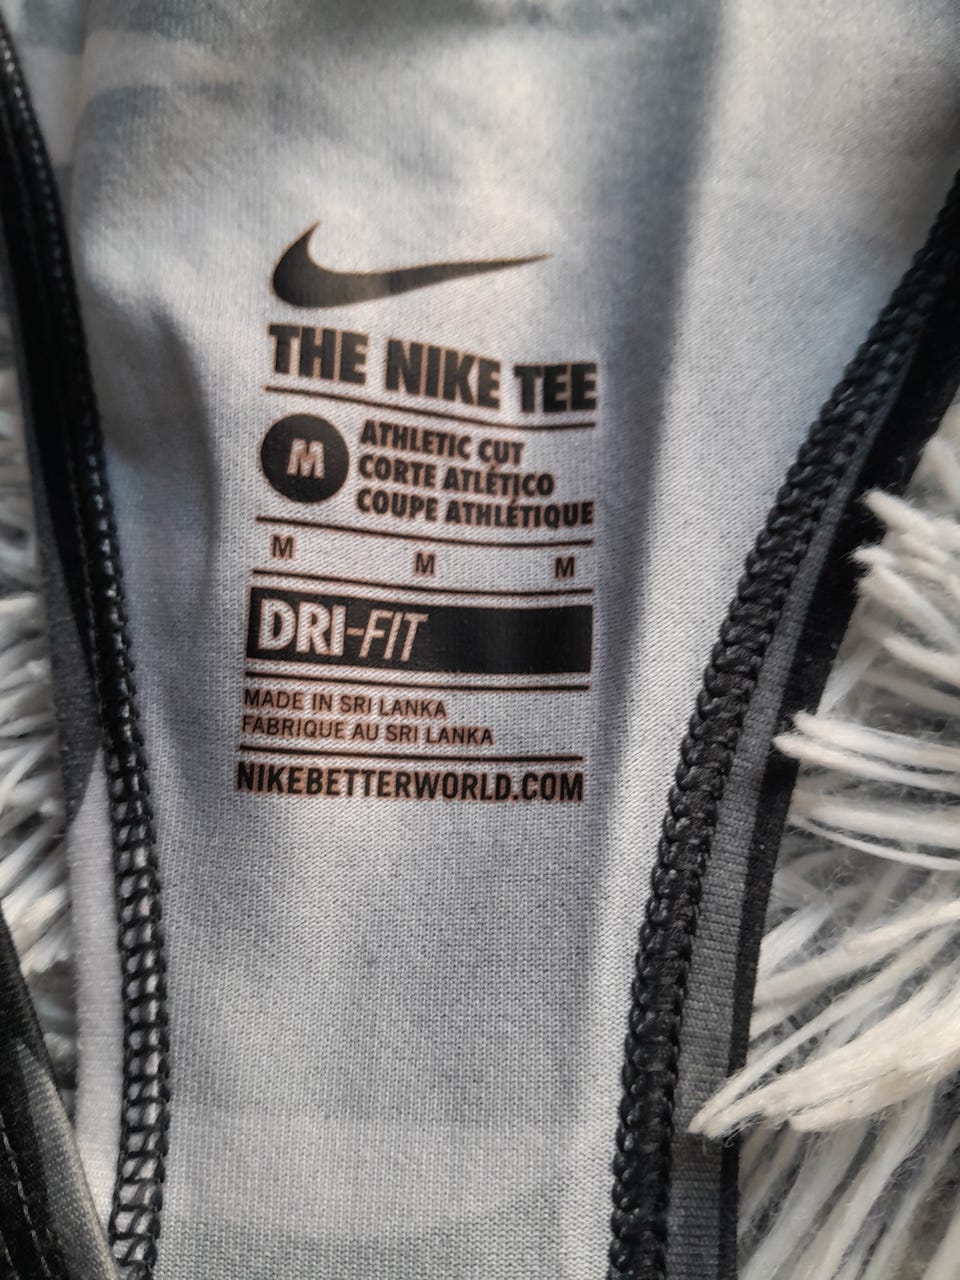 THE NIKE TEE
M
ATHLETIC CUT
CORTE ATLÉTICO
COUPE ATHLÉTIQUE
M M M
DRI-FIT
MADE IN SRI LANKA
FABRIQUE AU SRI LANKA
NIKEBETTERWORLD.COM